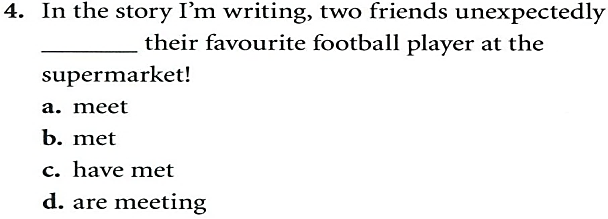 4. In the story I'm writing, two friends unexpectedly
________ their favourite football player at the
supermarket!
a. meet
b. met
c. have met
d. are meeting